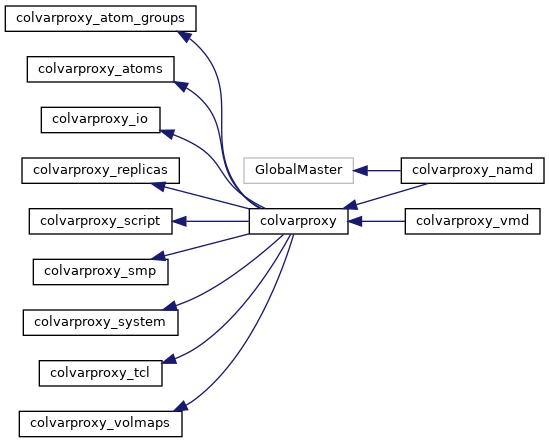 colvarproxy_atom_groups
colvarproxy_atoms
colvarproxy_io
colvarproxy_replicas
GlobalMaster
colvarproxy_namd
colvarproxy_script
colvarproxy
colvarproxy_vmd
colvarproxy_smp
colvarproxy_system
colvarproxy_tcl
colvarproxy_volmaps